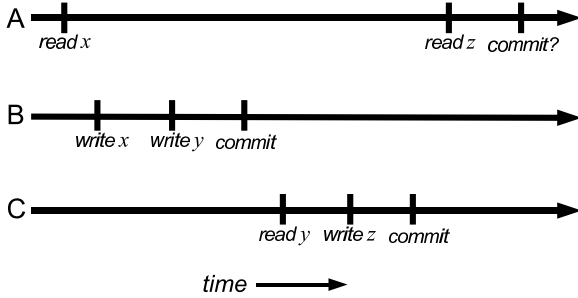 A
read x
read z
commit?
B
write x
write y
commit
C
read y
write z
commit
time